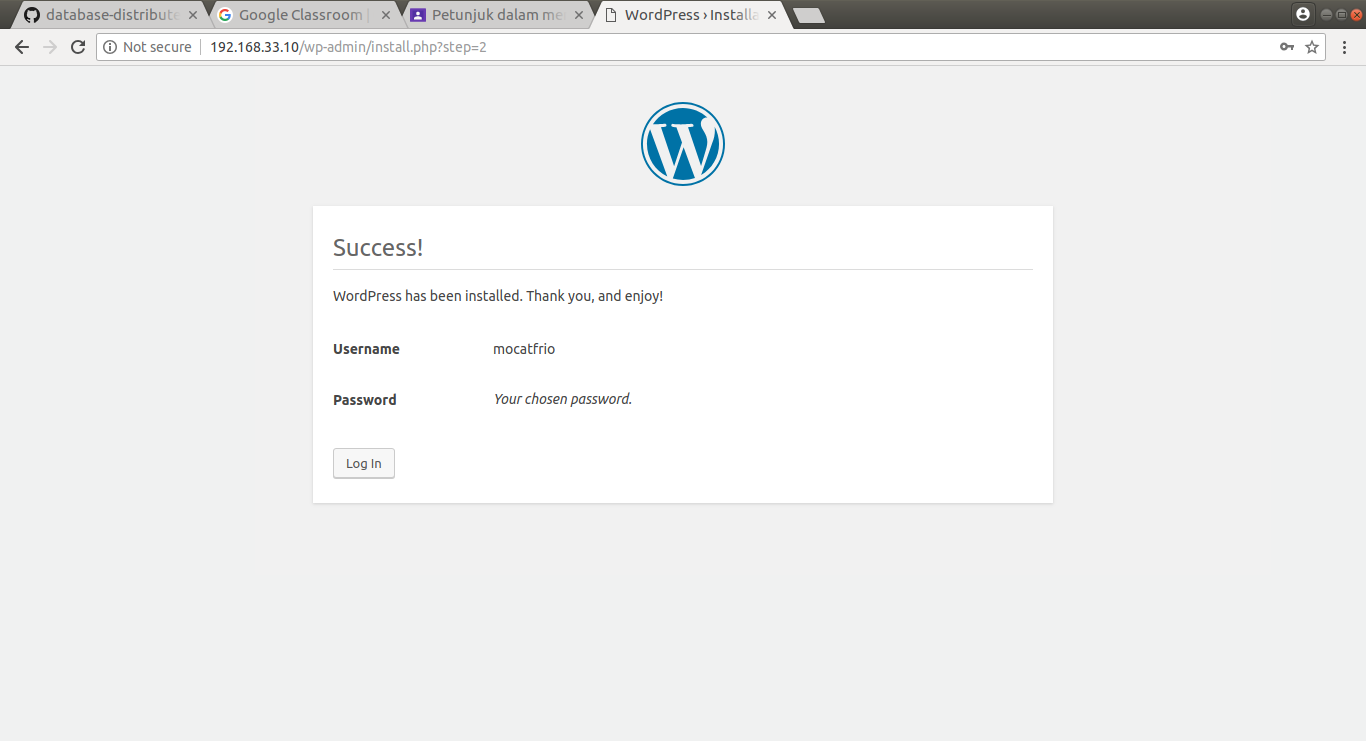 database-distribute
Google Classroom
Petunjuk dalam me
WordPress › Installa
Not secure
192.168.33.10/wp-admin/install.php?step=2
Success!
WordPress has been installed. Thank you, and enjoy!
Username mocatfrio
Password Your chosen password.
Log In